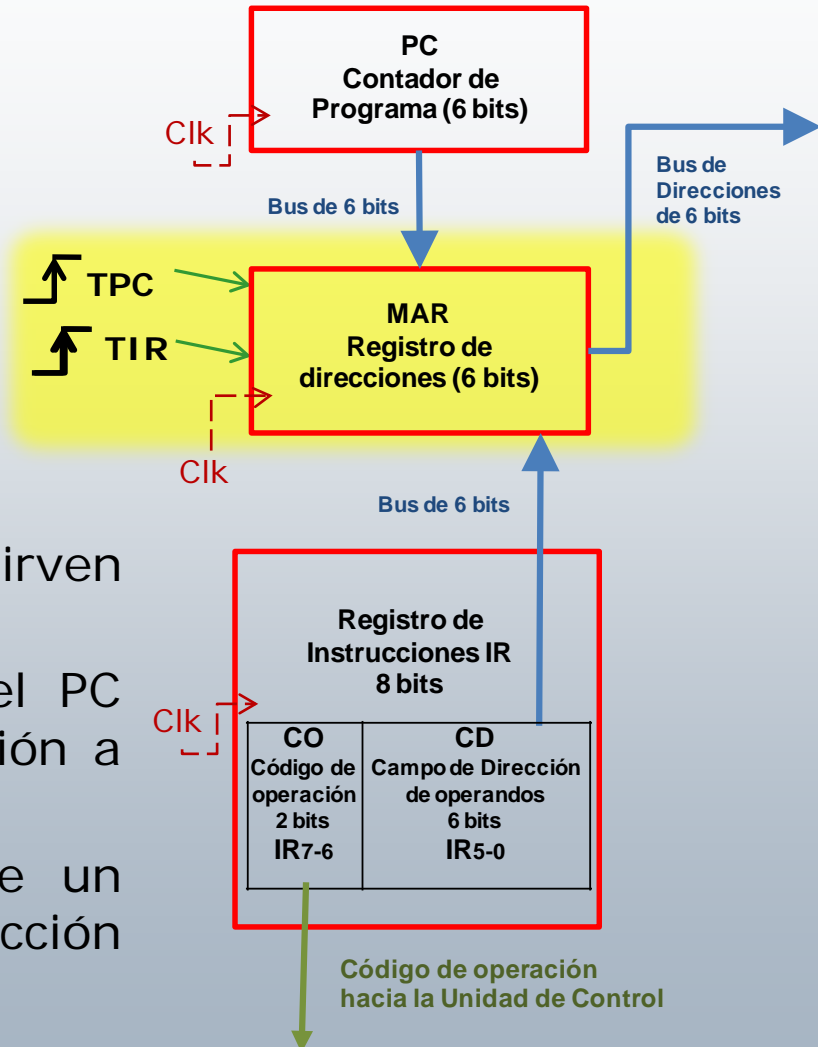 PC
Contador de
Programa (6 bits)
Clk
Bus de 6 bits
Bus de
Direcciones
de 6 bits
TPC
TIR
MAR
Registro de
direcciones (6 bits)
Clk
Bus de 6 bits
irven
el PC
ión a
e un
cción
Registro de
Instrucciones IR
8 bits
Clk
CO
Código de
operación
2 bits
IR7-6
CD
Campo de Dirección
de operandos
6 bits
IR5-0
Código de operación
hacia la Unidad de Control